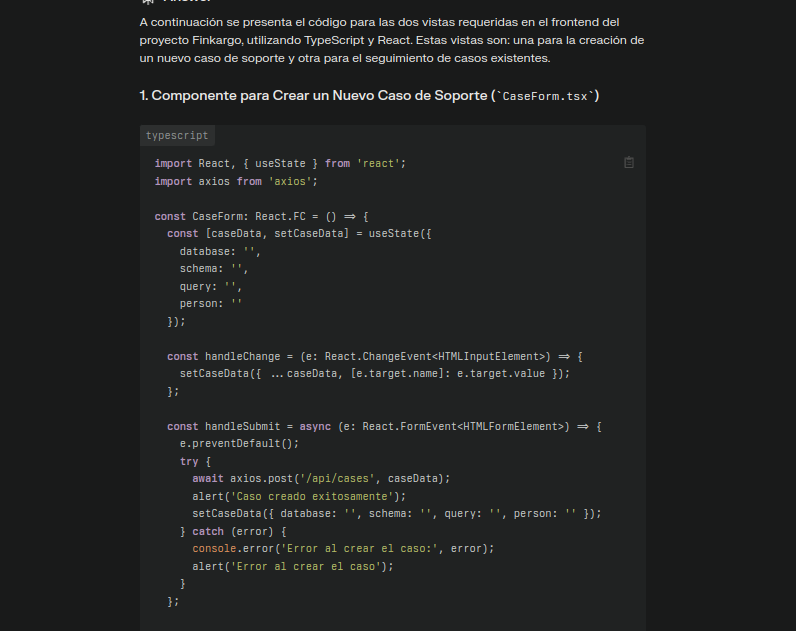 Answer
A continuación se presenta el código para las dos vistas requeridas en el frontend del
proyecto Finkargo, utilizando TypeScript y React. Estas vistas son: una para la creación de
un nuevo caso de soporte y otra para el seguimiento de casos existentes.
1. Componente para Crear un Nuevo Caso de Soporte (`CaseForm.tsx`)
typescript
import React, { useState } from 'react';
import axios from 'axios';
const CaseForm: React.FC = () => {
const [caseData, setCaseData] = useState({
database: '',
schema: '',
query: '',
person: ''
});
const handleChange = (e: React.ChangeEvent<HTMLInputElement>) => {
setCaseData({ ...caseData, [e.target.name]: e.target.value });
};
const handleSubmit = async (e: React.FormEvent<HTMLFormElement>) => {
e.preventDefault();
try {
await axios.post('/api/cases', caseData);
alert('Caso creado exitosamente');
setCaseData({ database: '', schema: '', query: '', person: '' });
} catch (error) {
console.error('Error al crear el caso:', error);
alert('Error al crear el caso');
}
};